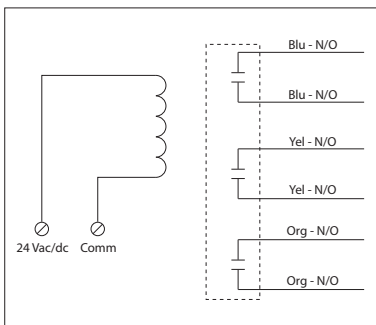 Blu - N/O
Blu - N/O
Yel - N/O
Yel - N/O
Org - N/O
24 Vac/dc Comm
Org - N/O